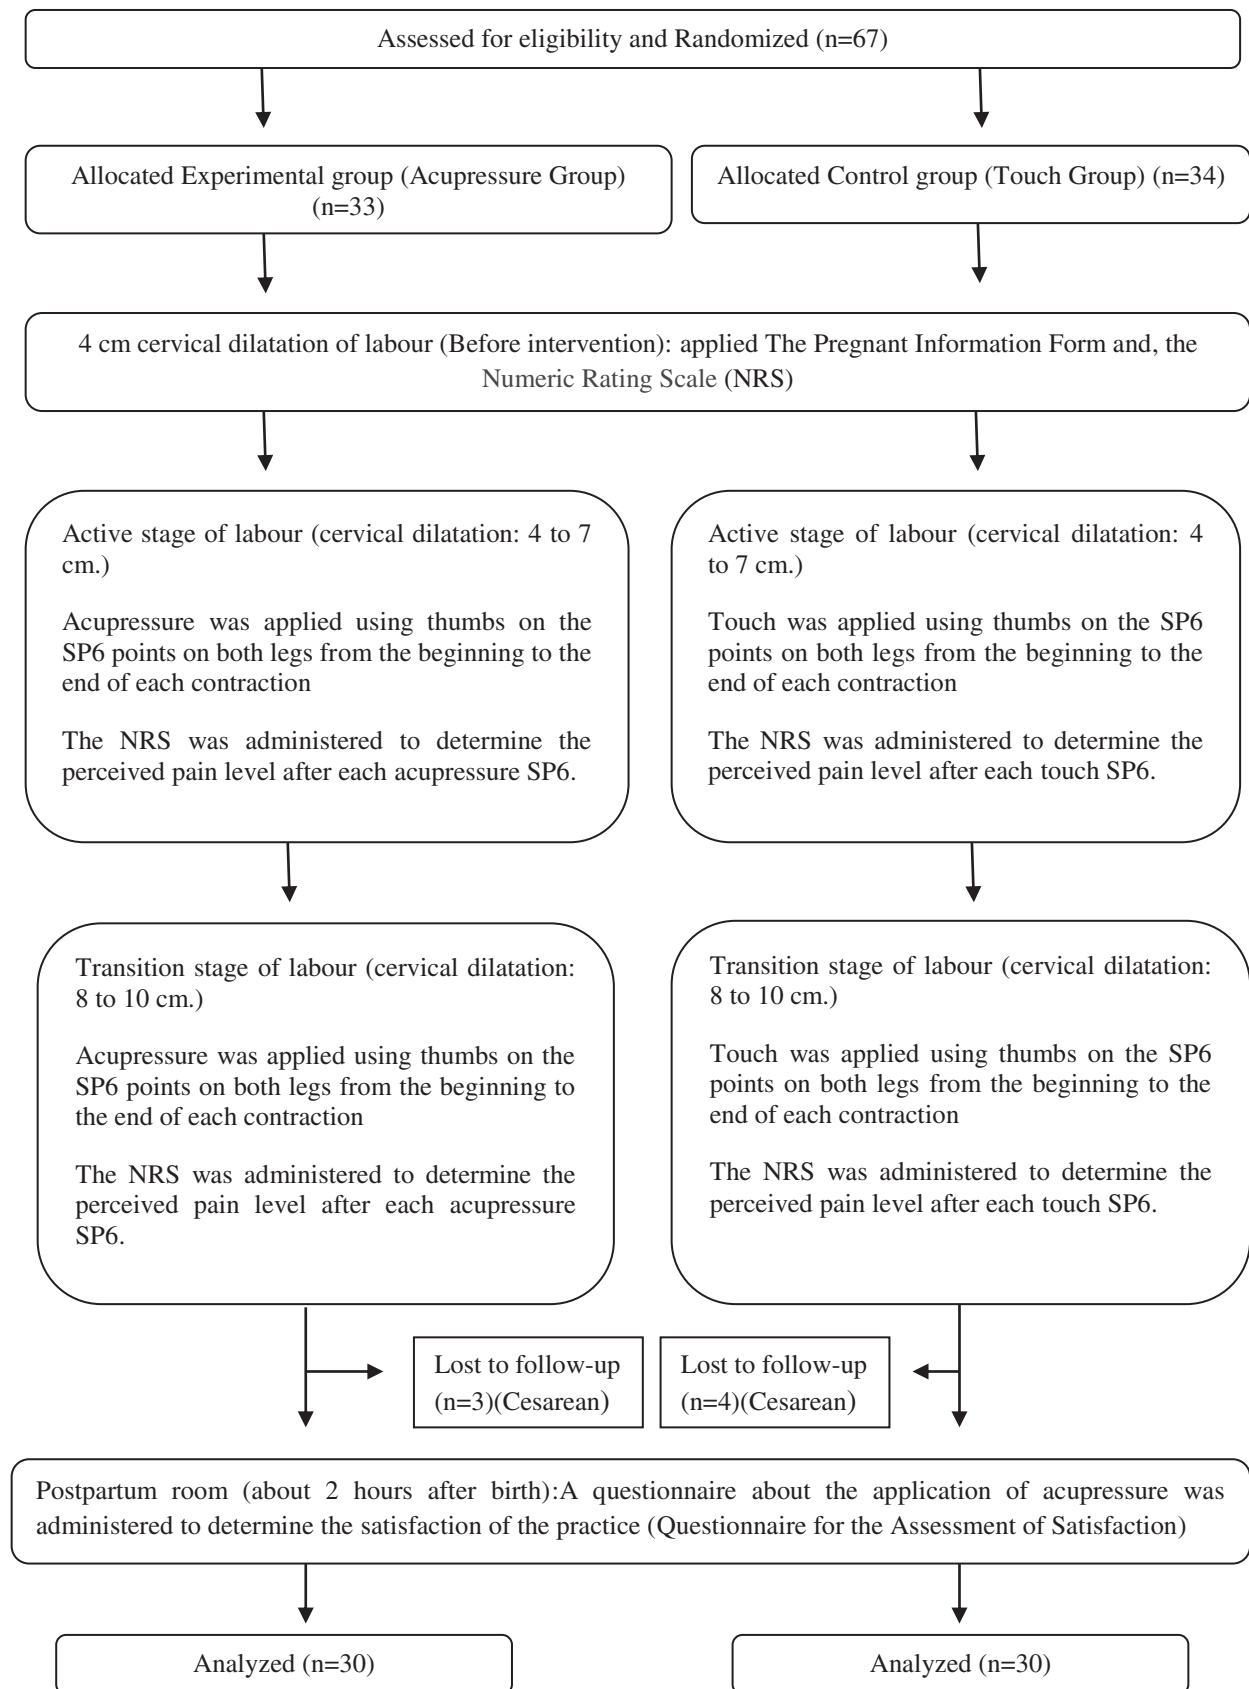 Assessed for eligibility and Randomized (n=67)
Allocated Experimental group (Acupressure Group)
(n=33)
Allocated Control group (Touch Group) (n=34)
4 cm cervical dilatation of labour (Before intervention): applied The Pregnant Information Form and, the
Numeric Rating Scale (NRS)
Active stage of labour (cervical dilatation: 4 to 7
cm.)
Acupressure was applied using thumbs on the
SP6 points on both legs from the beginning to the
end of each contraction
The NRS was administered to determine the
perceived pain level after each acupressure SP6.
Active stage of labour (cervical dilatation: 4
to 7 cm.)
Touch was applied using thumbs on the SP6
points on both legs from the beginning to the
end of each contraction
The NRS was administered to determine the
perceived pain level after each touch SP6.
Transition stage of labour (cervical dilatation:
8 to 10 cm.)
Acupressure was applied using thumbs on the
SP6 points on both legs from the beginning to
the end of each contraction
The NRS was administered to determine the
perceived pain level after each acupressure
SP6.
Transition stage of labour (cervical dilatation:
8 to 10 cm.)
Touch was applied using thumbs on the SP6
points on both legs from the beginning to the
end of each contraction
The NRS was administered to determine the
perceived pain level after each touch SP6.
Lost to follow-up
(n=3)(Cesarean)
Lost to follow-up
(n=4)(Cesarean)
Postpartum room (about 2 hours after birth):A questionnaire about the application of acupressure was
administered to determine the satisfaction of the practice (Questionnaire for the Assessment of Satisfaction)
Analyzed (n=30)
Analyzed (n=30)